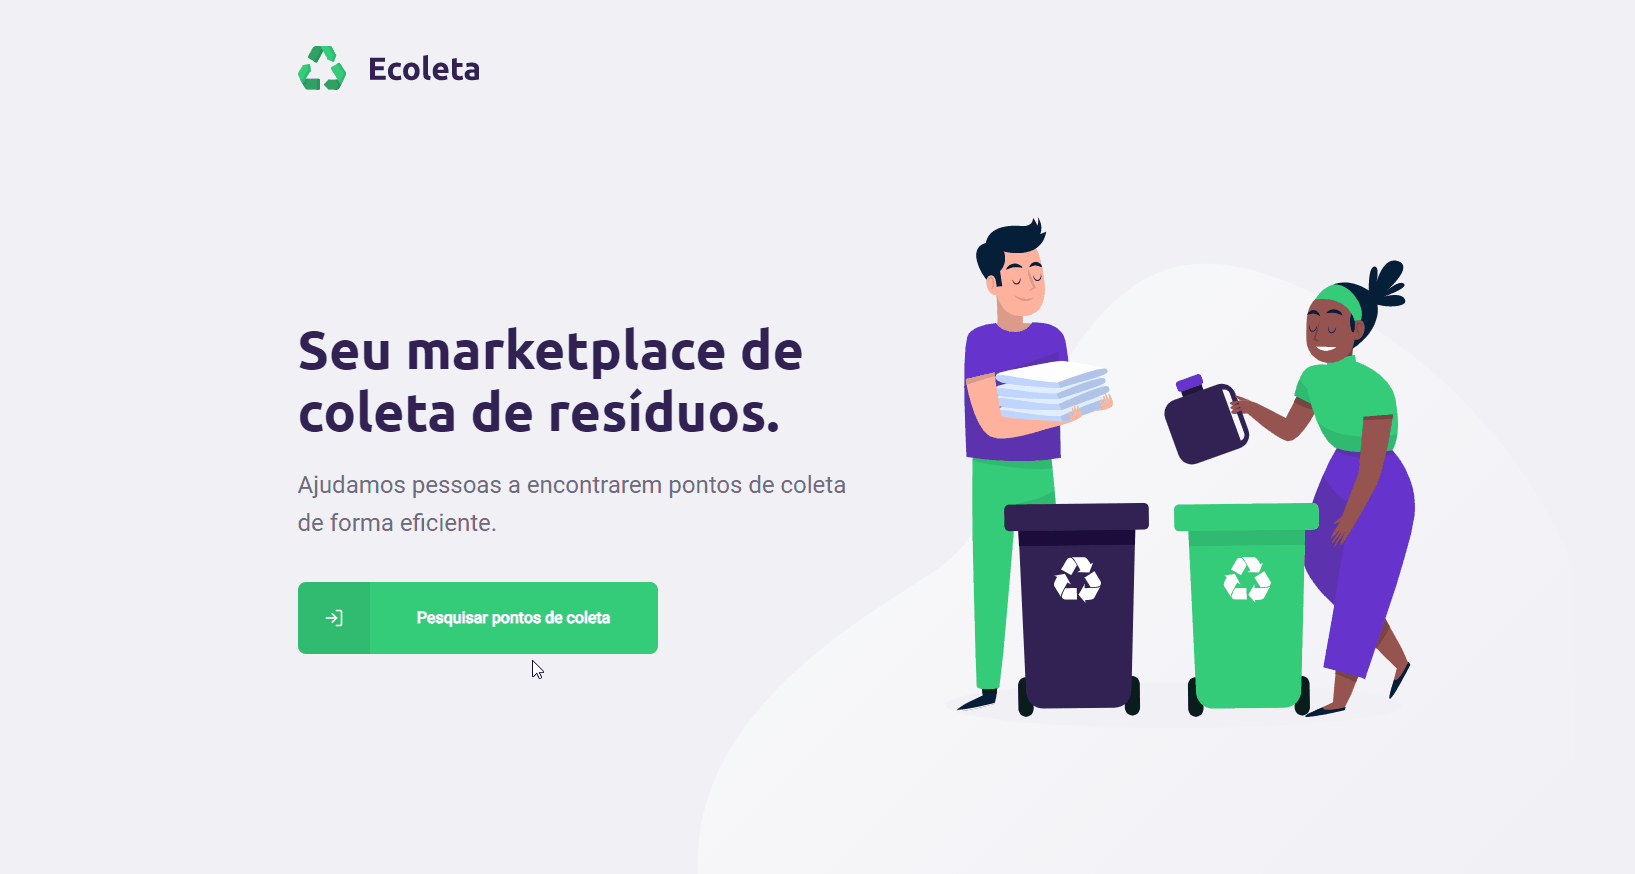 Ecoleta
Seu marketplace de
coleta de resíduos.
Ajudamos pessoas a encontrarem pontos de coleta
de forma eficiente.
Pesquisar pontos de coleta